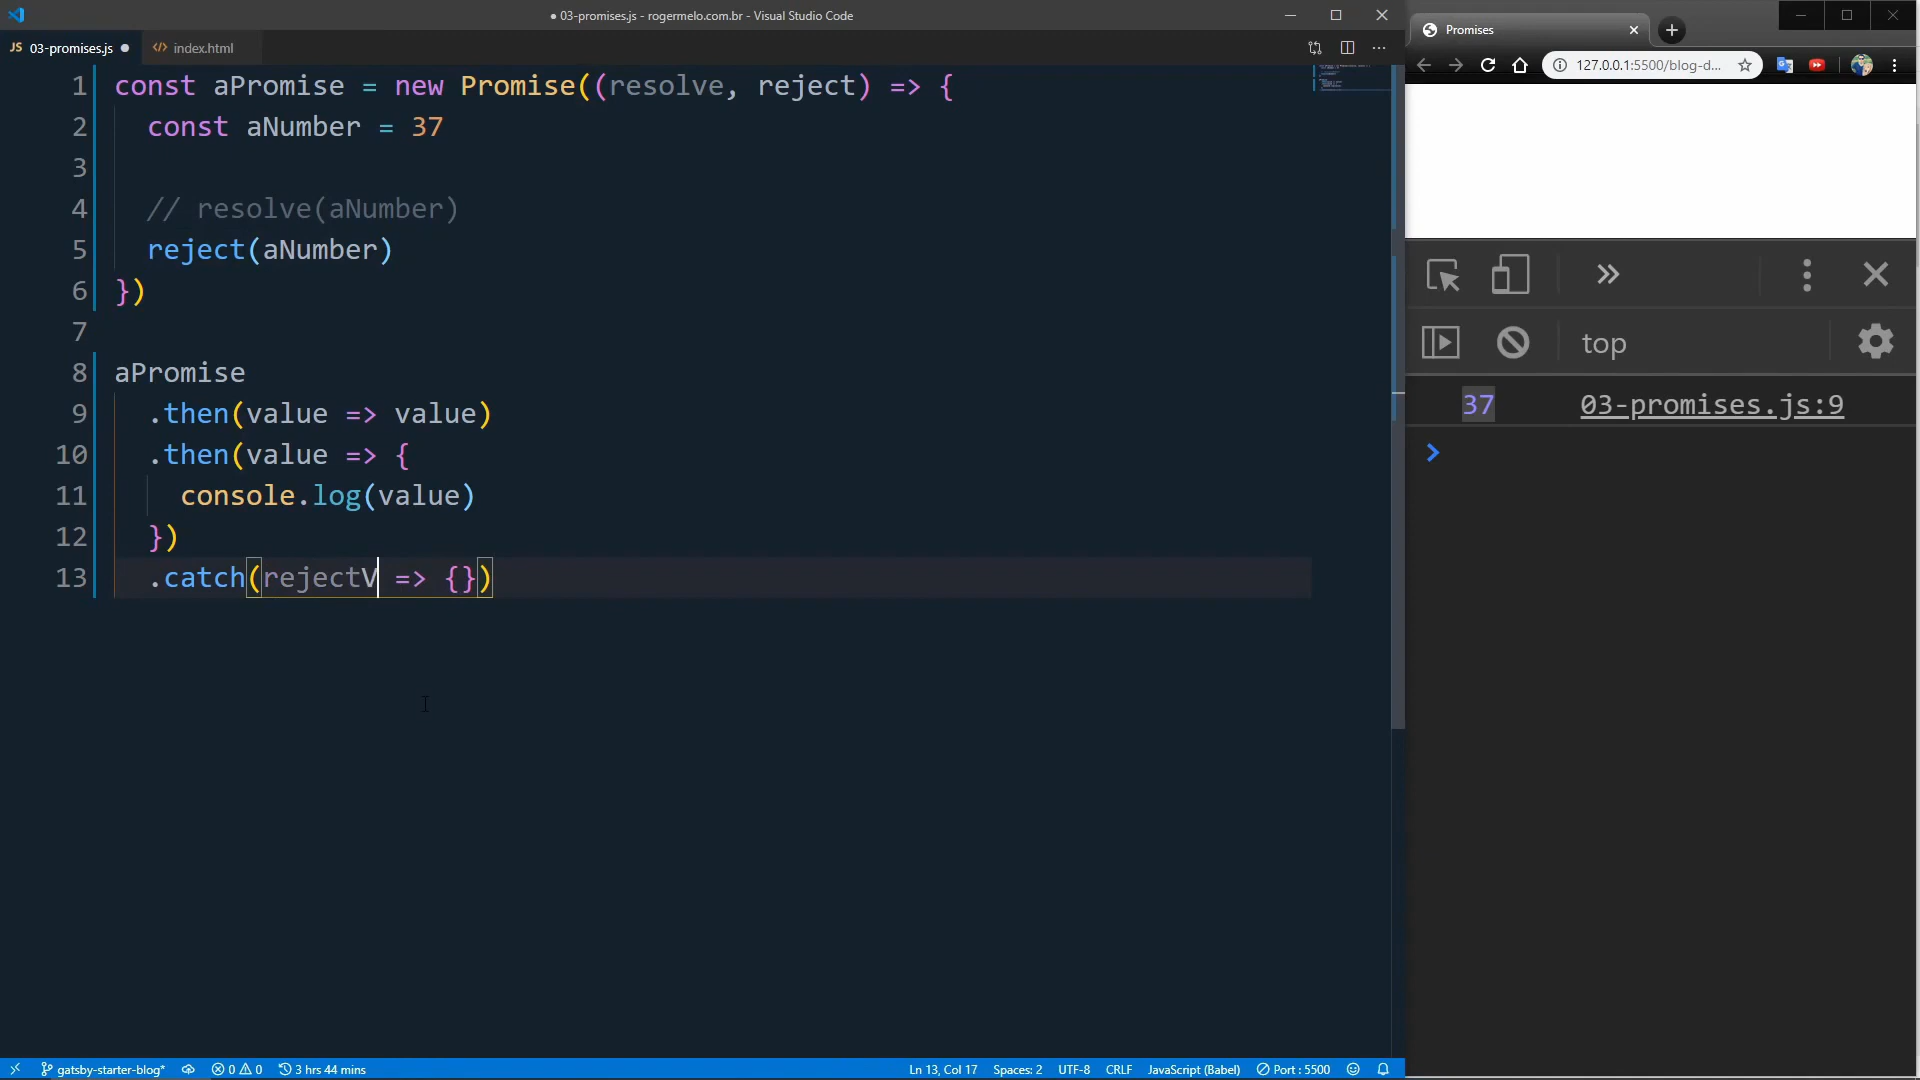 03-promises.js - rogermelo.com.br - Visual Studio Code
JS 03-promises.js
index.html
1 const aPromise = new Promise((resolve, reject) => {
2 const aNumber = 37
3
4 // resolve(aNumber)
5 reject(aNumber)
6 })
7
8 aPromise
9 .then(value => value)
10 .then(value => {
11 console.log(value)
12 })
13 .catch(rejectV => {})
gatsby-starter-blog* 0 0 3 hrs 44 mins Ln 13, Col 17 Spaces: 2 UTF-8 CRLF JavaScript (Babel) Port : 5500
Promises
127.0.0.1:5500/blog-d...
top
37 03-promises.js:9